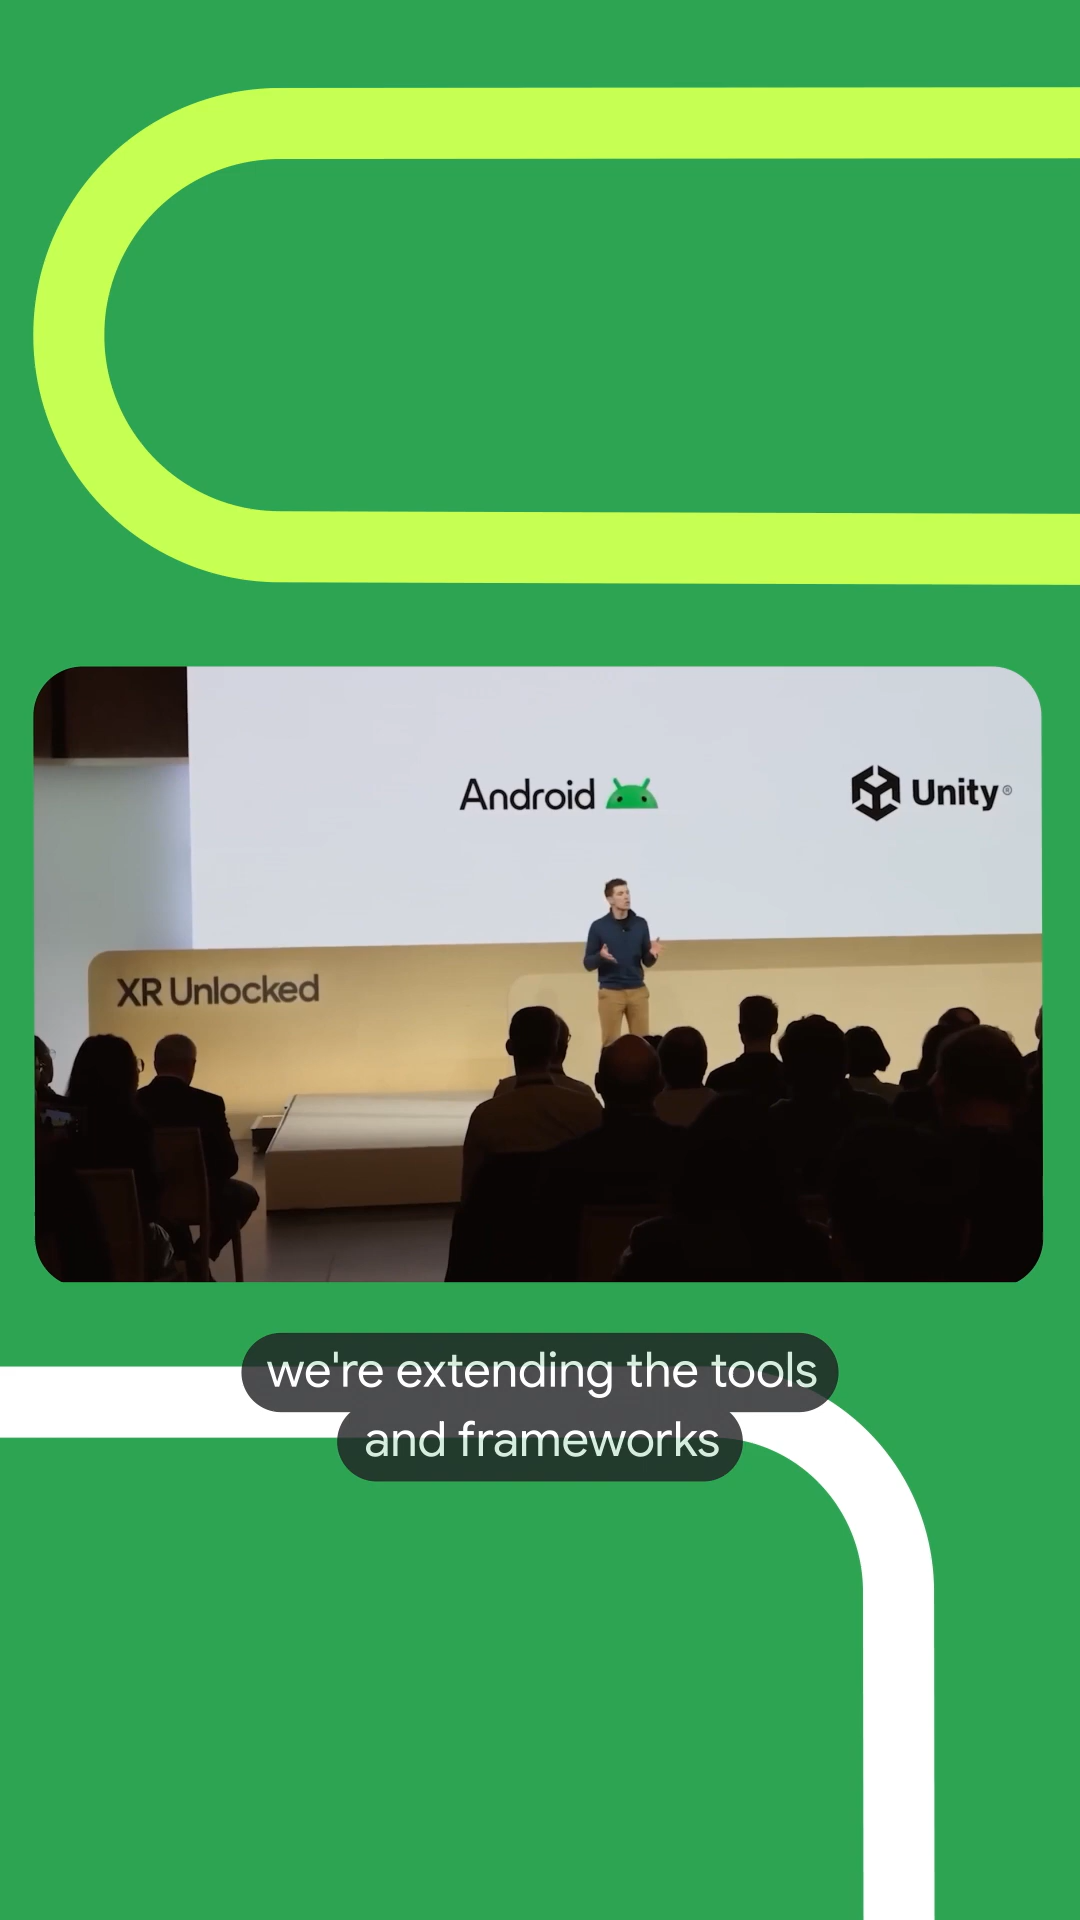 Android
Unity®
XR Unlocked
we're extending the tools
and frameworks